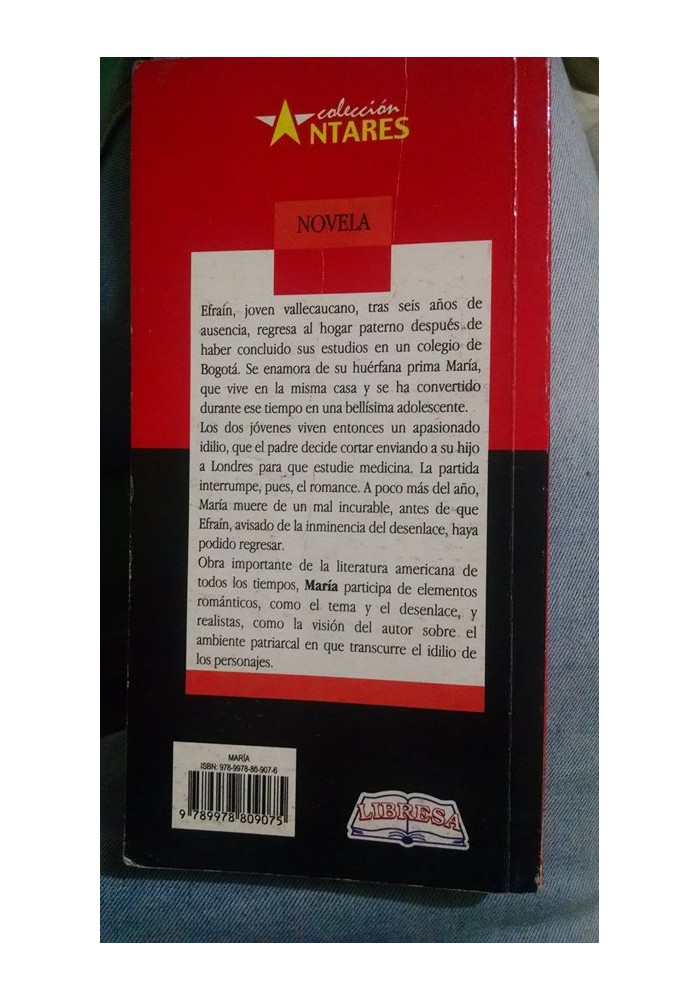 colección
ANTARES
NOVELA
Efraín, joven vallecaucano, tras seis años de
ausencia, regresa al hogar paterno después de
haber concluido sus estudios en un colegio de
Bogotá. Se enamora de su huérfana prima María,
que vive en la misma casa y se ha convertido
durante ese tiempo en una bellísima adolescente.
Los dos jóvenes viven entonces un apasionado
idilio, que el padre decide cortar enviando a su hijo
a Londres para que estudie medicina. La partida
interrumpe, pues, el romance. A poco más del año,
María muere de un mal incurable, antes de que
Efraín, avisado de la inminencia del desenlace, haya
podido regresar.
Obra importante de la literatura americana de
todos los tiempos, María participa de elementos
románticos, como el tema y el desenlace, y
realistas, como la visión del autor sobre el
ambiente patriarcal en que transcurre el idilio de
los personajes.
MARÍA
ISBN: 978-9978-80-907-6
9 789978 809075
LIBRESA